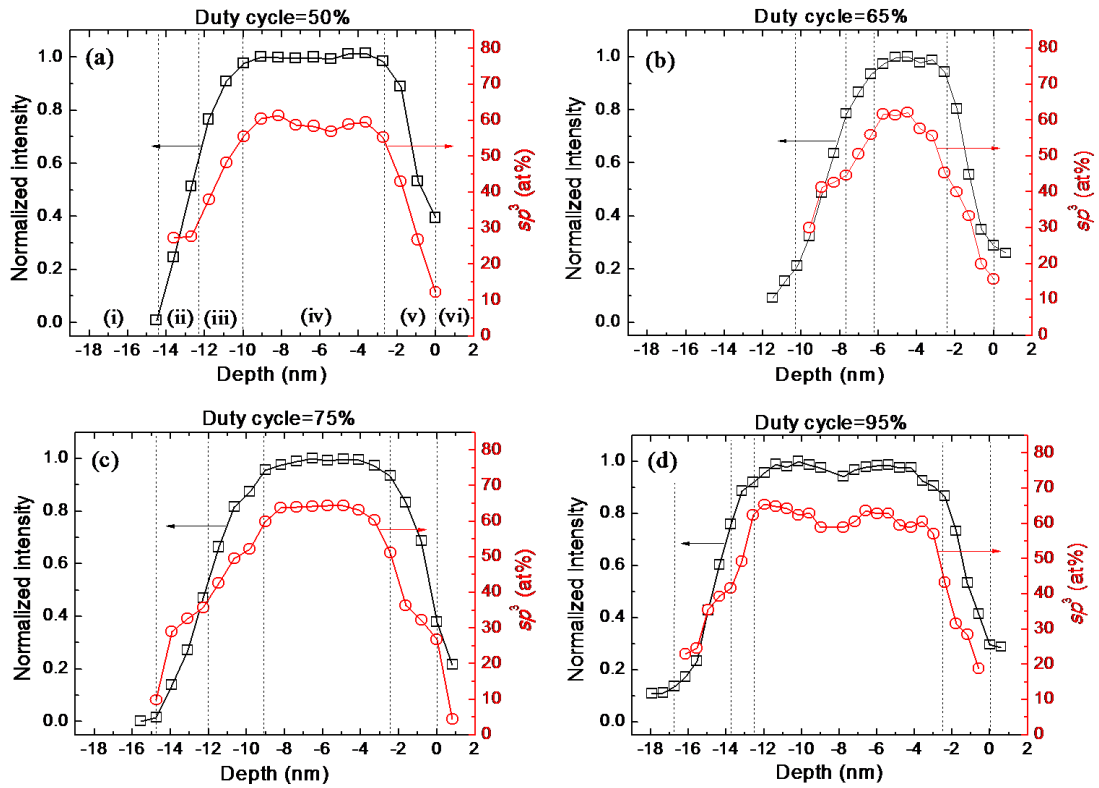 Duty cycle=50%
(a)
Normalized intensity
1.0
0.8
0.6
0.4
0.2
0.0
80
70
60
50
40
30
20
10
0
sp³ (at%)
(i) (ii) (iii) (iv) (v) (vi)
-18 -16 -14 -12 -10 -8 -6 -4 -2 0 2
Depth (nm)
Duty cycle=65%
(b)
Normalized intensity
1.0
0.8
0.6
0.4
0.2
0.0
80
70
60
50
40
30
20
10
0
sp³ (at%)
-18 -16 -14 -12 -10 -8 -6 -4 -2 0 2
Depth (nm)
Duty cycle=75%
(c)
Normalized intensity
1.0
0.8
0.6
0.4
0.2
0.0
80
70
60
50
40
30
20
10
0
sp³ (at%)
-18 -16 -14 -12 -10 -8 -6 -4 -2 0 2
Depth (nm)
Duty cycle=95%
(d)
Normalized intensity
1.0
0.8
0.6
0.4
0.2
0.0
80
70
60
50
40
30
20
10
0
sp³ (at%)
-18 -16 -14 -12 -10 -8 -6 -4 -2 0 2
Depth (nm)